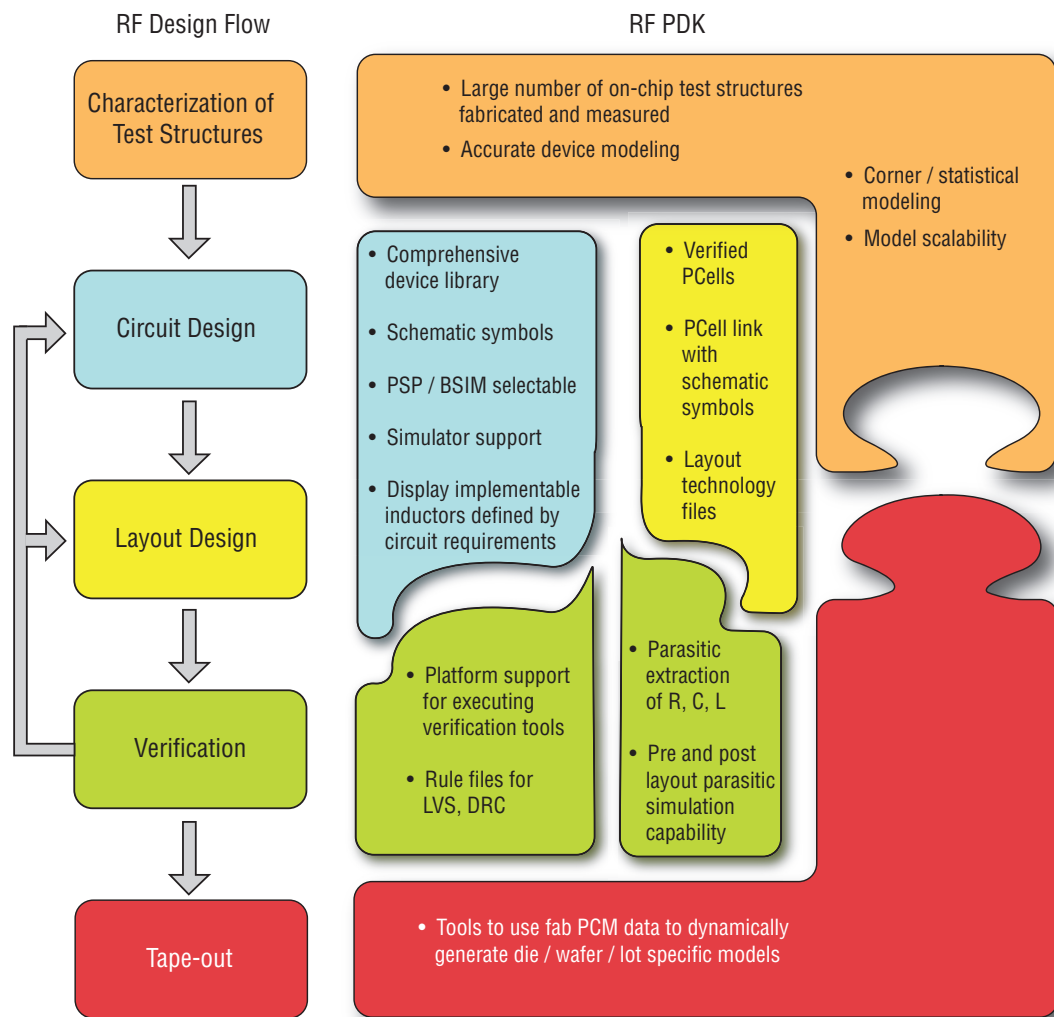 RF Design Flow
RF PDK
Characterization of
Test Structures
• Large number of on-chip test structures
fabricated and measured
• Accurate device modeling
• Corner / statistical
modeling
• Model scalability
Circuit Design
• Comprehensive
device library
• Schematic symbols
• PSP / BSIM selectable
• Simulator support
• Display implementable
inductors defined by
circuit requirements
• Verified
PCells
• PCell link
with
schematic
symbols
• Layout
technology
files
Layout Design
Verification
• Platform support
for executing
verification tools
• Rule files for
LVS, DRC
• Parasitic
extraction
of R, C, L
• Pre and post
layout parasitic
simulation
capability
Tape-out
• Tools to use fab PCM data to dynamically
generate die / wafer / lot specific models